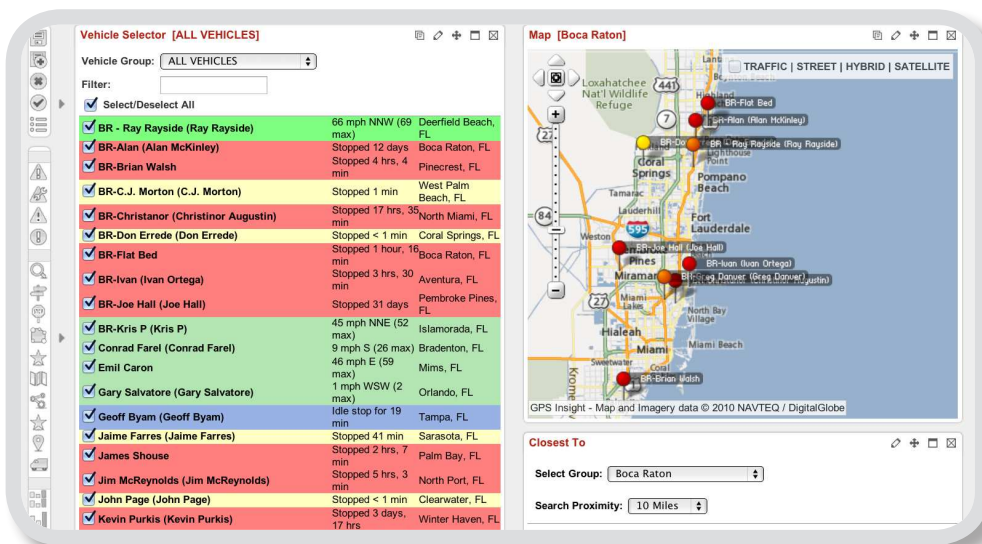 Vehicle Selector [ALL VEHICLES]
Vehicle Group: ALL VEHICLES
Filter:
Select/Deselect All
BR - Ray Rayside (Ray Rayside) 66 mph NNW (69 max) Deerfield Beach, FL
BR-Alan (Alan McKinley) Stopped 12 days Boca Raton, FL
BR-Brian Walsh Stopped 4 hrs, 4 min Pinecrest, FL
BR-C.J. Morton (C.J. Morton) Stopped 1 min West Palm Beach, FL
BR-Christanor (Christinor Augustin) Stopped 17 hrs, 35 min North Miami, FL
BR-Don Errede (Don Errede) Stopped < 1 min Coral Springs, FL
BR-Flat Bed Stopped 1 hour, 16 min Boca Raton, FL
BR-Ivan (Ivan Ortega) Stopped 3 hrs, 30 min Aventura, FL
BR-Joe Hall (Joe Hall) Stopped 31 days Pembroke Pines, FL
BR-Kris P (Kris P) 45 mph NNE (52 max) Islamorada, FL
Conrad Farel (Conrad Farel) 9 mph S (26 max) Bradenton, FL
Emil Caron 46 mph E (59 max) Mims, FL
Gary Salvatore (Gary Salvatore) 1 mph WSW (2 max) Orlando, FL
Geoff Byam (Geoff Byam) Idle stop for 19 min Tampa, FL
Jaime Farres (Jaime Farres) Stopped 41 min Sarasota, FL
James Shouse Stopped 2 hrs, 7 min Palm Bay, FL
Jim McReynolds (Jim McReynolds) Stopped 5 hrs, 3 min North Port, FL
John Page (John Page) Stopped < 1 min Clearwater, FL
Kevin Purkis (Kevin Purkis) Stopped 3 days, 17 hrs Winter Haven, FL
Map [Boca Raton]
TRAFFIC | STREET | HYBRID | SATELLITE
Loxahatchee
Nat'l Wildlife
Refuge
441
BR-Flat Bed
7
BR-Alan (Alan McKinley)
27
BR - Ray Rayside (Ray Rayside)
Lighthouse
Point
Coral
Springs
Pompano
Beach
Tamarac
Lauderhill
84
Fort
Lauderdale
595
Weston
BR-Joe Hall (Joe Hall)
Pines
BR-Ivan (Ivan Ortega)
Miramar
BR-Greg Danver (Greg Danver)
27
Miami
Lakes
North Bay
Village
Hialeah
Miami
Miami Beach
Sweetwater
Coral
Krome
BR-Brian Walsh
GPS Insight - Map and Imagery data © 2010 NAVTEQ / DigitalGlobe
Closest To
Select Group: Boca Raton
Search Proximity: 10 Miles